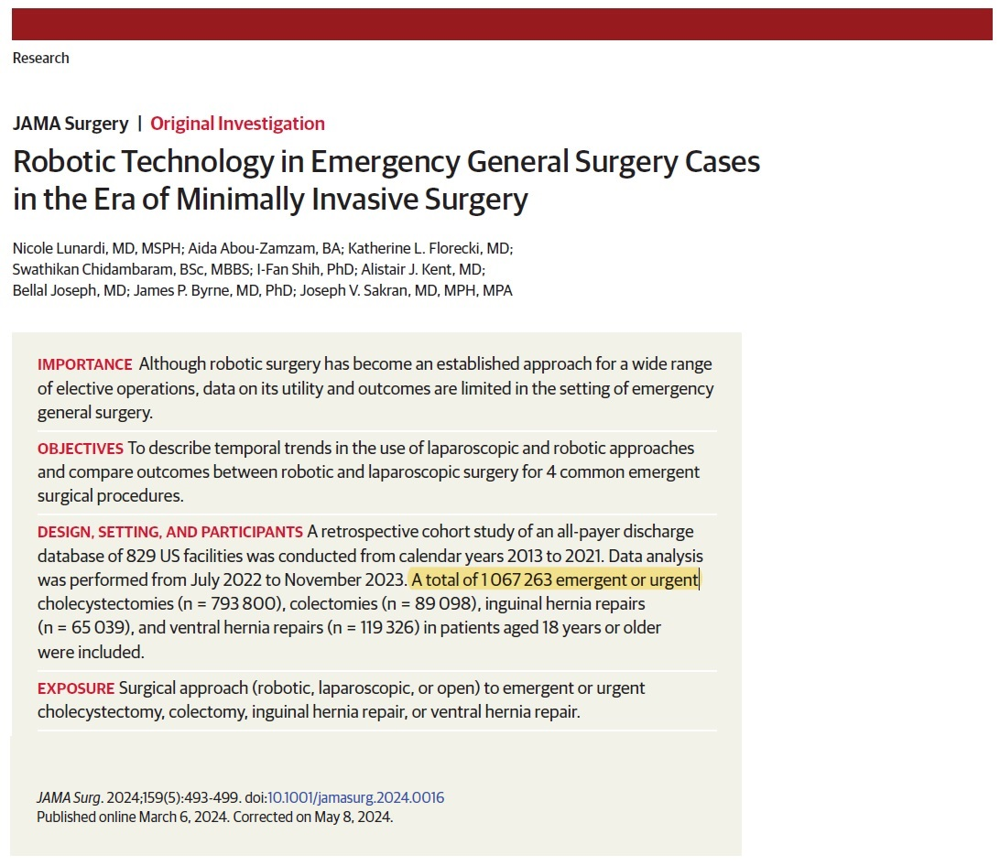 Research
JAMA Surgery | Original Investigation
Robotic Technology in Emergency General Surgery Cases
in the Era of Minimally Invasive Surgery
Nicole Lunardi, MD, MSPH; Aida Abou-Zamzam, BA; Katherine L. Florecki, MD;
Swathikan Chidambaram, BSc, MBBS; I-Fan Shih, PhD; Alistair J. Kent, MD;
Bellal Joseph, MD; James P. Byrne, MD, PhD; Joseph V. Sakran, MD, MPH, MPA
IMPORTANCE Although robotic surgery has become an established approach for a wide range
of elective operations, data on its utility and outcomes are limited in the setting of emergency
general surgery.
OBJECTIVES To describe temporal trends in the use of laparoscopic and robotic approaches
and compare outcomes between robotic and laparoscopic surgery for 4 common emergent
surgical procedures.
DESIGN, SETTING, AND PARTICIPANTS A retrospective cohort study of an all-payer discharge
database of 829 US facilities was conducted from calendar years 2013 to 2021. Data analysis
was performed from July 2022 to November 2023. A total of 1 067 263 emergent or urgent
cholecystectomies (n = 793 800), colectomies (n = 89 098), inguinal hernia repairs
(n = 65 039), and ventral hernia repairs (n = 119 326) in patients aged 18 years or older
were included.
EXPOSURE Surgical approach (robotic, laparoscopic, or open) to emergent or urgent
cholecystectomy, colectomy, inguinal hernia repair, or ventral hernia repair.
JAMA Surg. 2024;159(5):493-499. doi:10.1001/jamasurg.2024.0016
Published online March 6, 2024. Corrected on May 8, 2024.